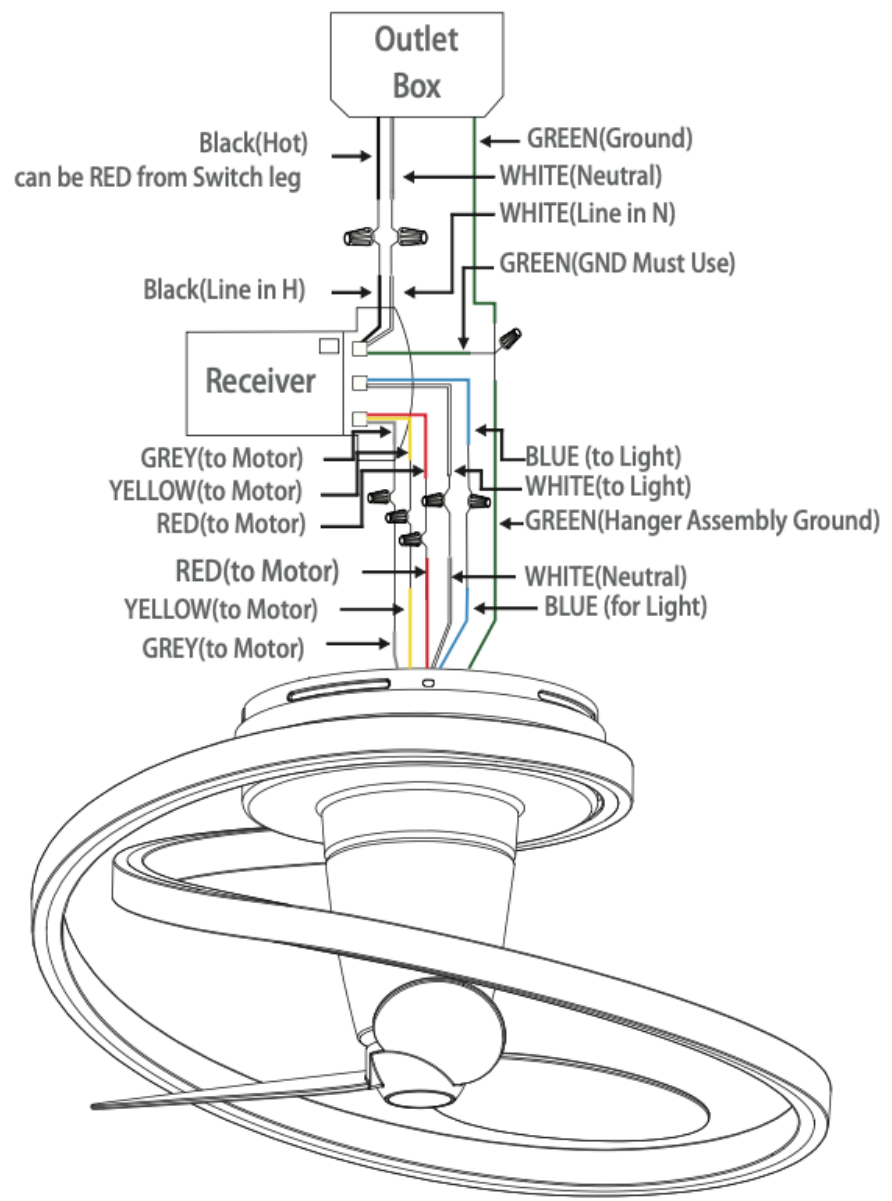 Outlet
Box
Black(Hot)
can be RED from Switch leg
GREEN(Ground)
WHITE(Neutral)
WHITE(Line in N)
GREEN(GND Must Use)
Black(Line in H)
Receiver
GREY(to Motor)
YELLOW(to Motor)
RED(to Motor)
BLUE (to Light)
WHITE(to Light)
GREEN(Hanger Assembly Ground)
RED(to Motor)
YELLOW(to Motor)
GREY(to Motor)
WHITE(Neutral)
BLUE (for Light)